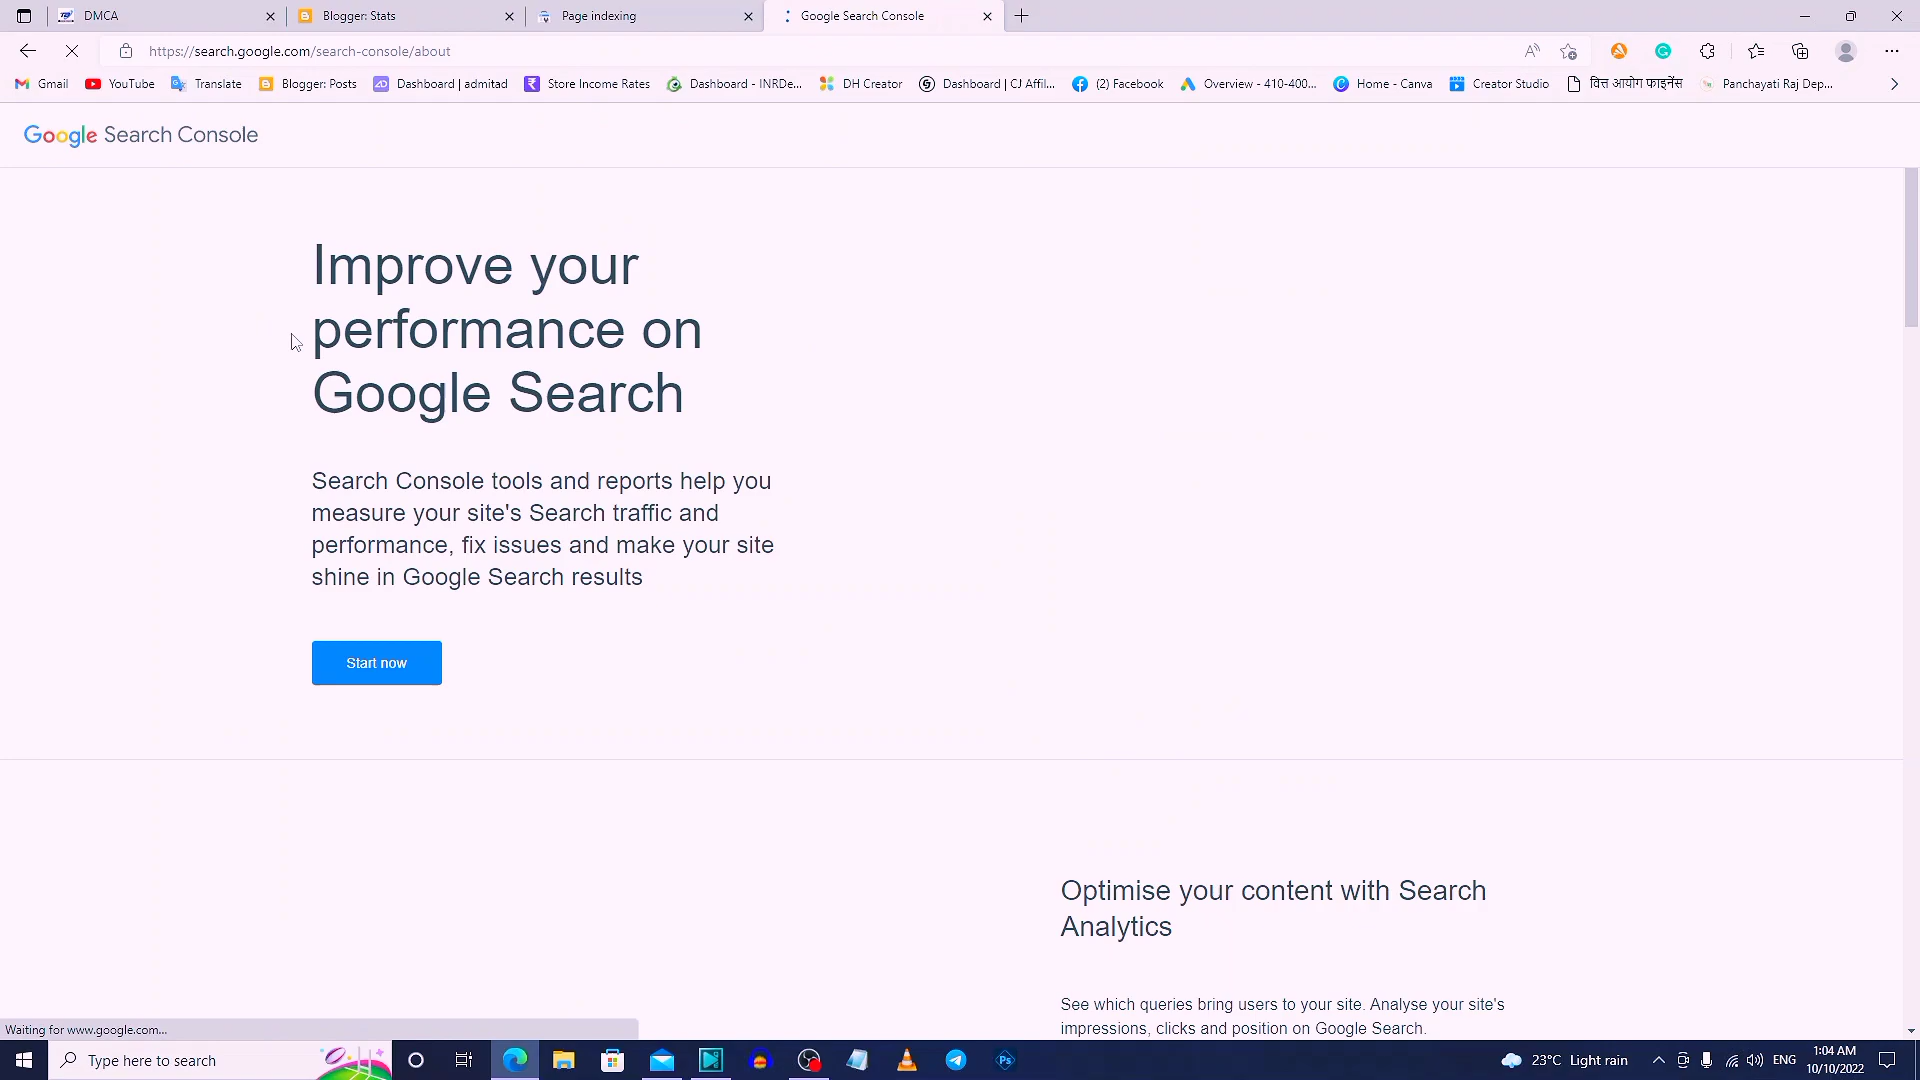 DMCA
Blogger: Stats
Page indexing
Google Search Console
https://search.google.com/search-console/about
Gmail
YouTube
Translate
Blogger: Posts
Dashboard | admitad
Store Income Rates
Dashboard - INRDe...
DH Creator
Dashboard | CJ Affil...
(2) Facebook
Overview - 410-400...
Home - Canva
Creator Studio
वित्त आयोग फाइनेंस
Panchayati Raj Dep...
Google Search Console
Improve your
performance on
Google Search
Search Console tools and reports help you
measure your site's Search traffic and
performance, fix issues and make your site
shine in Google Search results
Start now
Optimise your content with Search
Analytics
See which queries bring users to your site. Analyse your site's
impressions, clicks and position on Google Search.
Waiting for www.google.com...
Type here to search
Ps
23°C Light rain
ENG
1:04 AM
10/10/2022